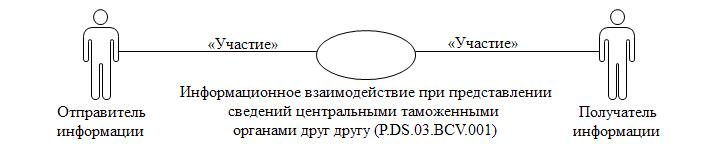 «Участие»
«Участие»
Отправитель
информации
Информационное взаимодействие при представлении
сведений центральными таможенными
органами друг другу (P.DS.03.BCV.001)
Получатель
информации